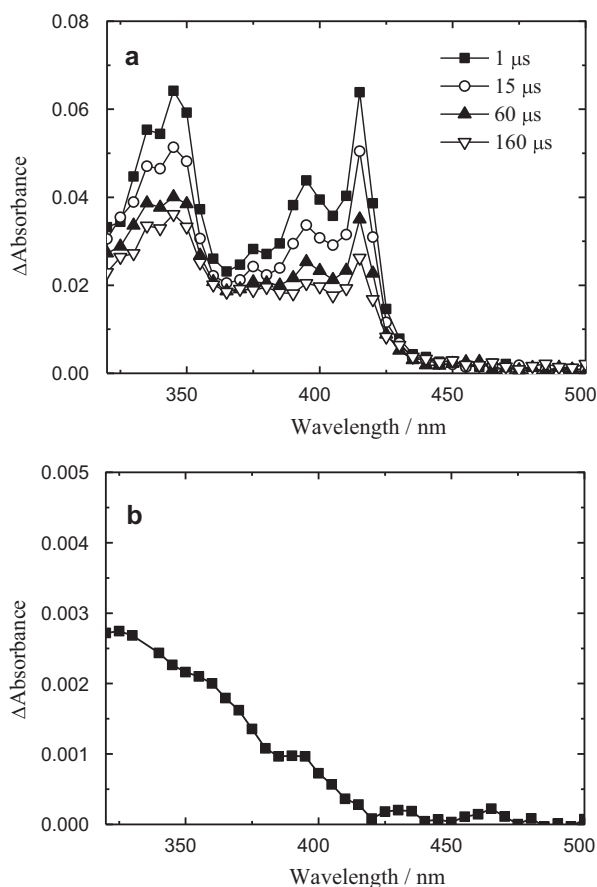 a
0.08
0.06
0.04
0.02
0.00
ΔAbsorbance
1 μs
15 μs
60 μs
160 μs
350
400
450
500
Wavelength / nm
b
0.005
0.004
0.003
0.002
0.001
0.000
ΔAbsorbance
350
400
450
500
Wavelength / nm